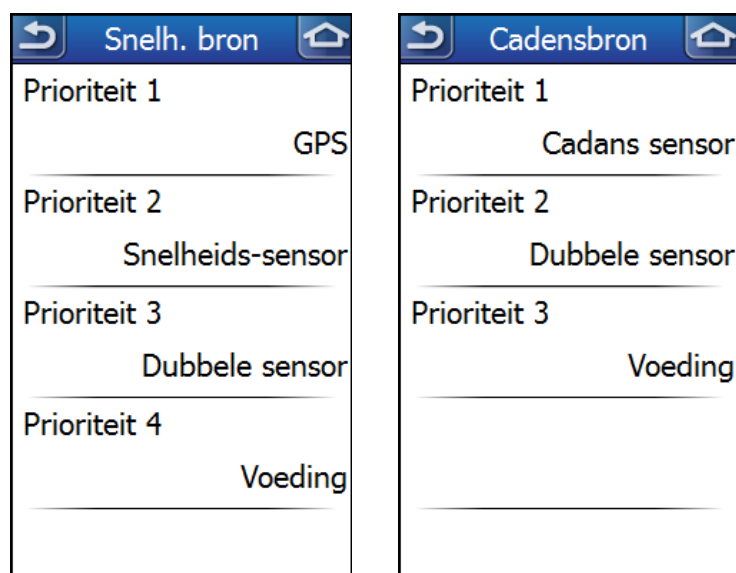 Snelh. bron
Prioriteit 1
GPS
Prioriteit 2
Snelheids-sensor
Prioriteit 3
Dubbele sensor
Prioriteit 4
Voeding
Cadensbron
Prioriteit 1
Cadans sensor
Prioriteit 2
Dubbele sensor
Prioriteit 3
Voeding